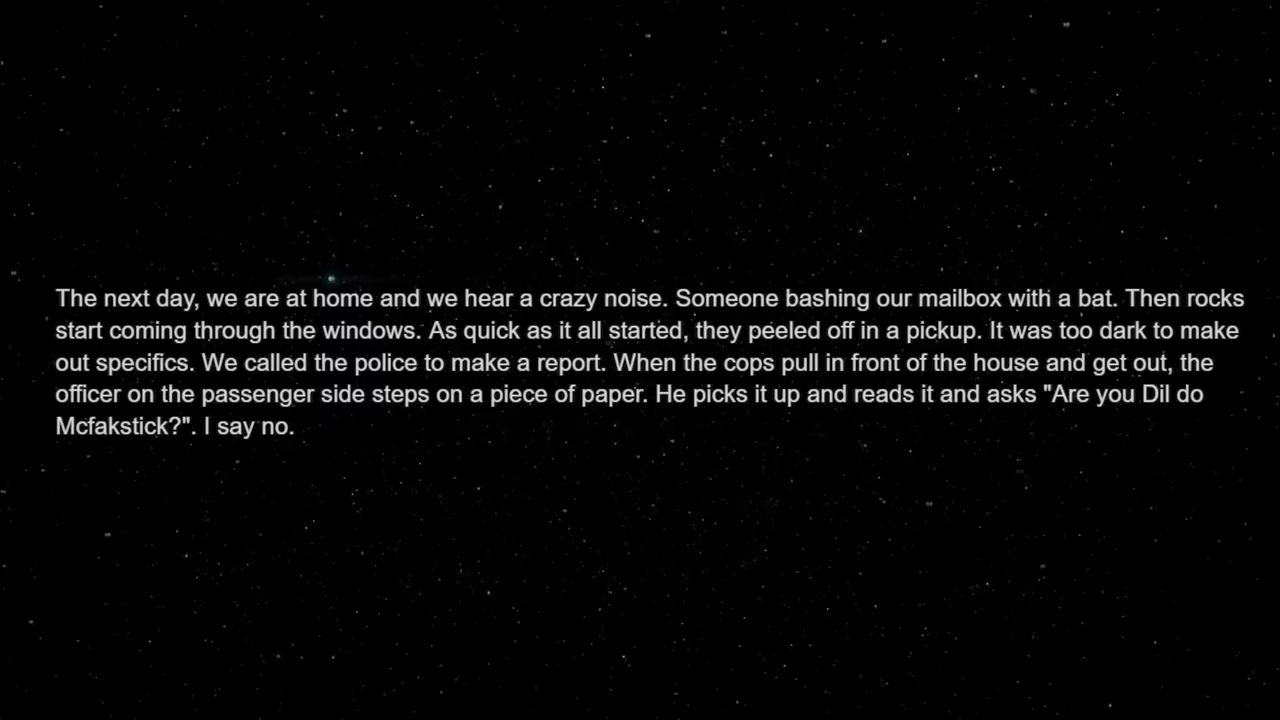 The next day, we are at home and we hear a crazy noise. Someone bashing our mailbox with a bat. Then rocks
start coming through the windows. As quick as it all started, they peeled off in a pickup. It was too dark to make
out specifics. We called the police to make a report. When the cops pull in front of the house and get out, the
officer on the passenger side steps on a piece of paper. He picks it up and reads it and asks "Are you Dil do
Mcfakstick?". I say no.